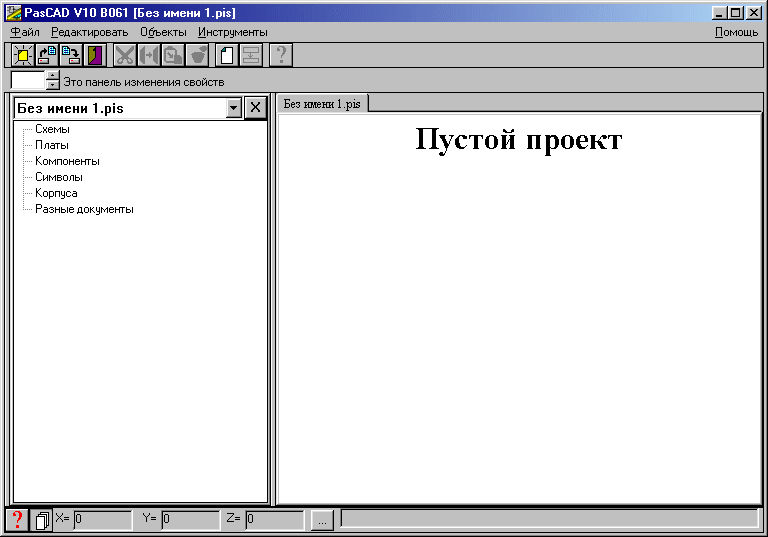 PasCAD V10 B061 [Без имени 1.pis]
Файл Редактировать Объекты Инструменты Помощь
Это панель изменения свойств
Без имени 1.pis
Схемы
Платы
Компоненты
Символы
Корпуса
Разные документы
Без имени 1.pis
Пустой проект
X= 0 Y= 0 Z= 0 ...